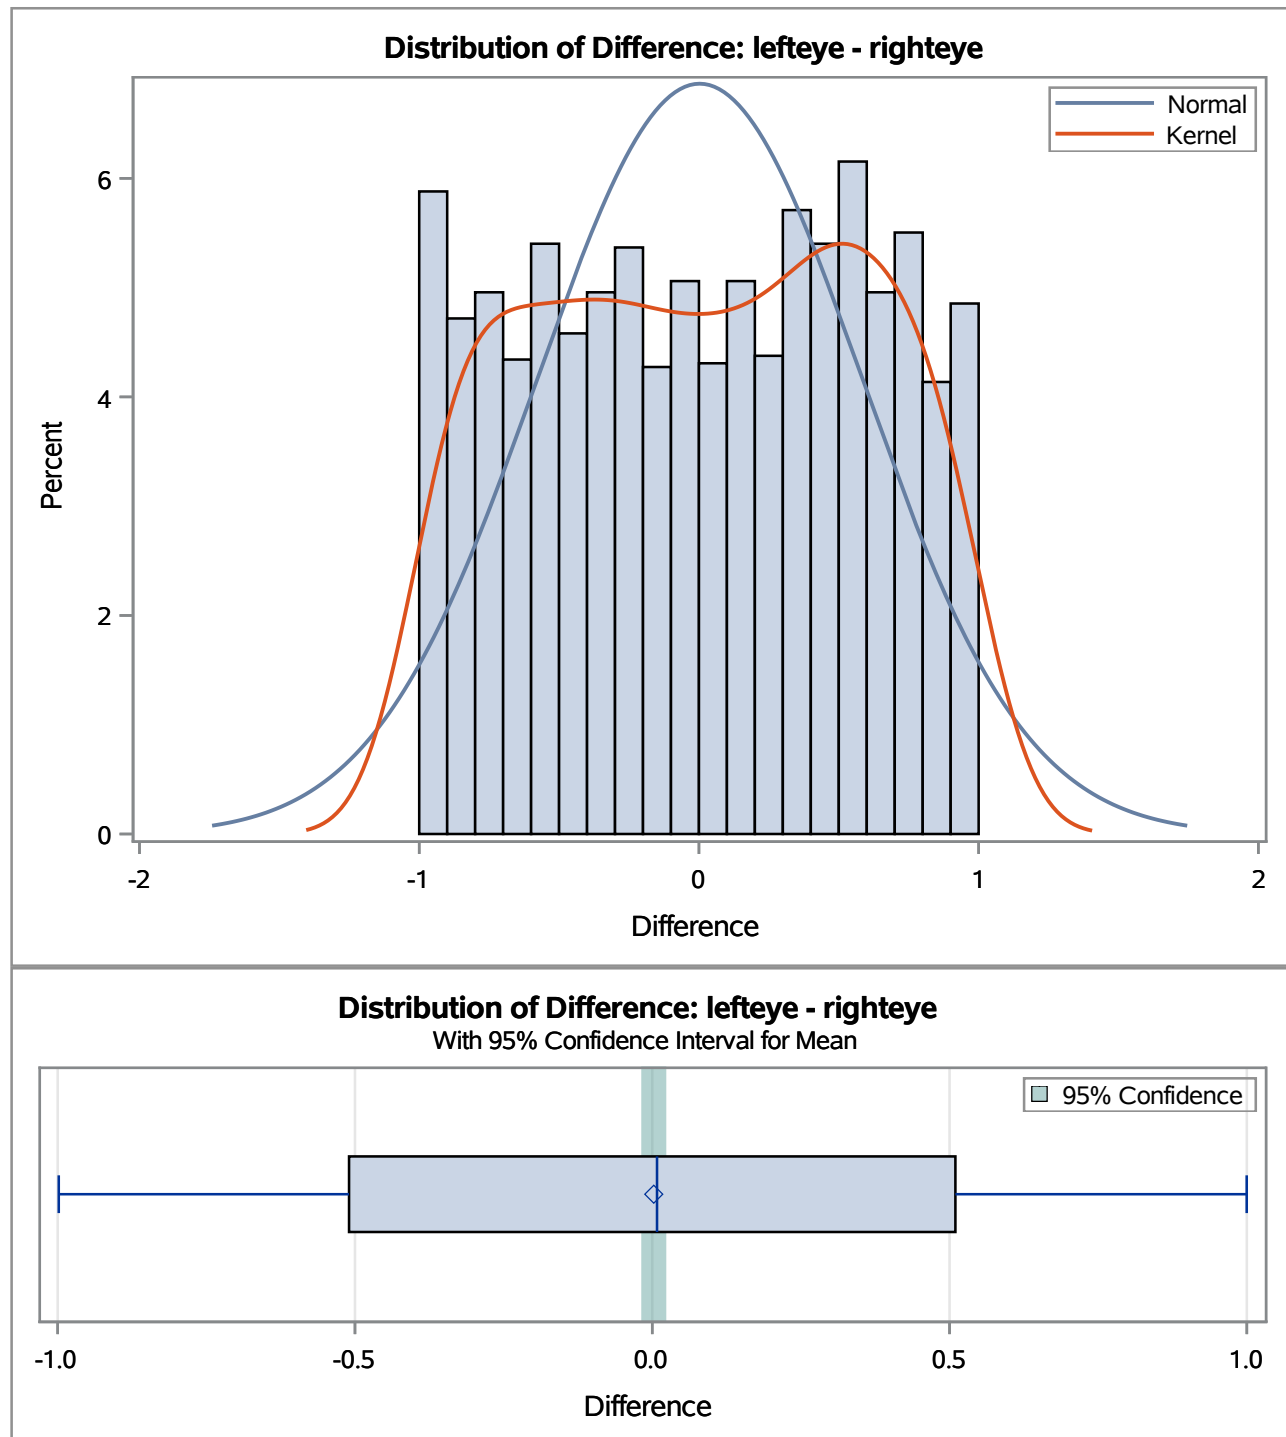 Distribution of Difference: lefteye - righteye
Normal
Kernel
6
4
2
0
Percent
-2 -1 0 1 2
Difference
Distribution of Difference: lefteye - righteye
With 95% Confidence Interval for Mean
95% Confidence
-1.0 -0.5 0.0 0.5 1.0
Difference